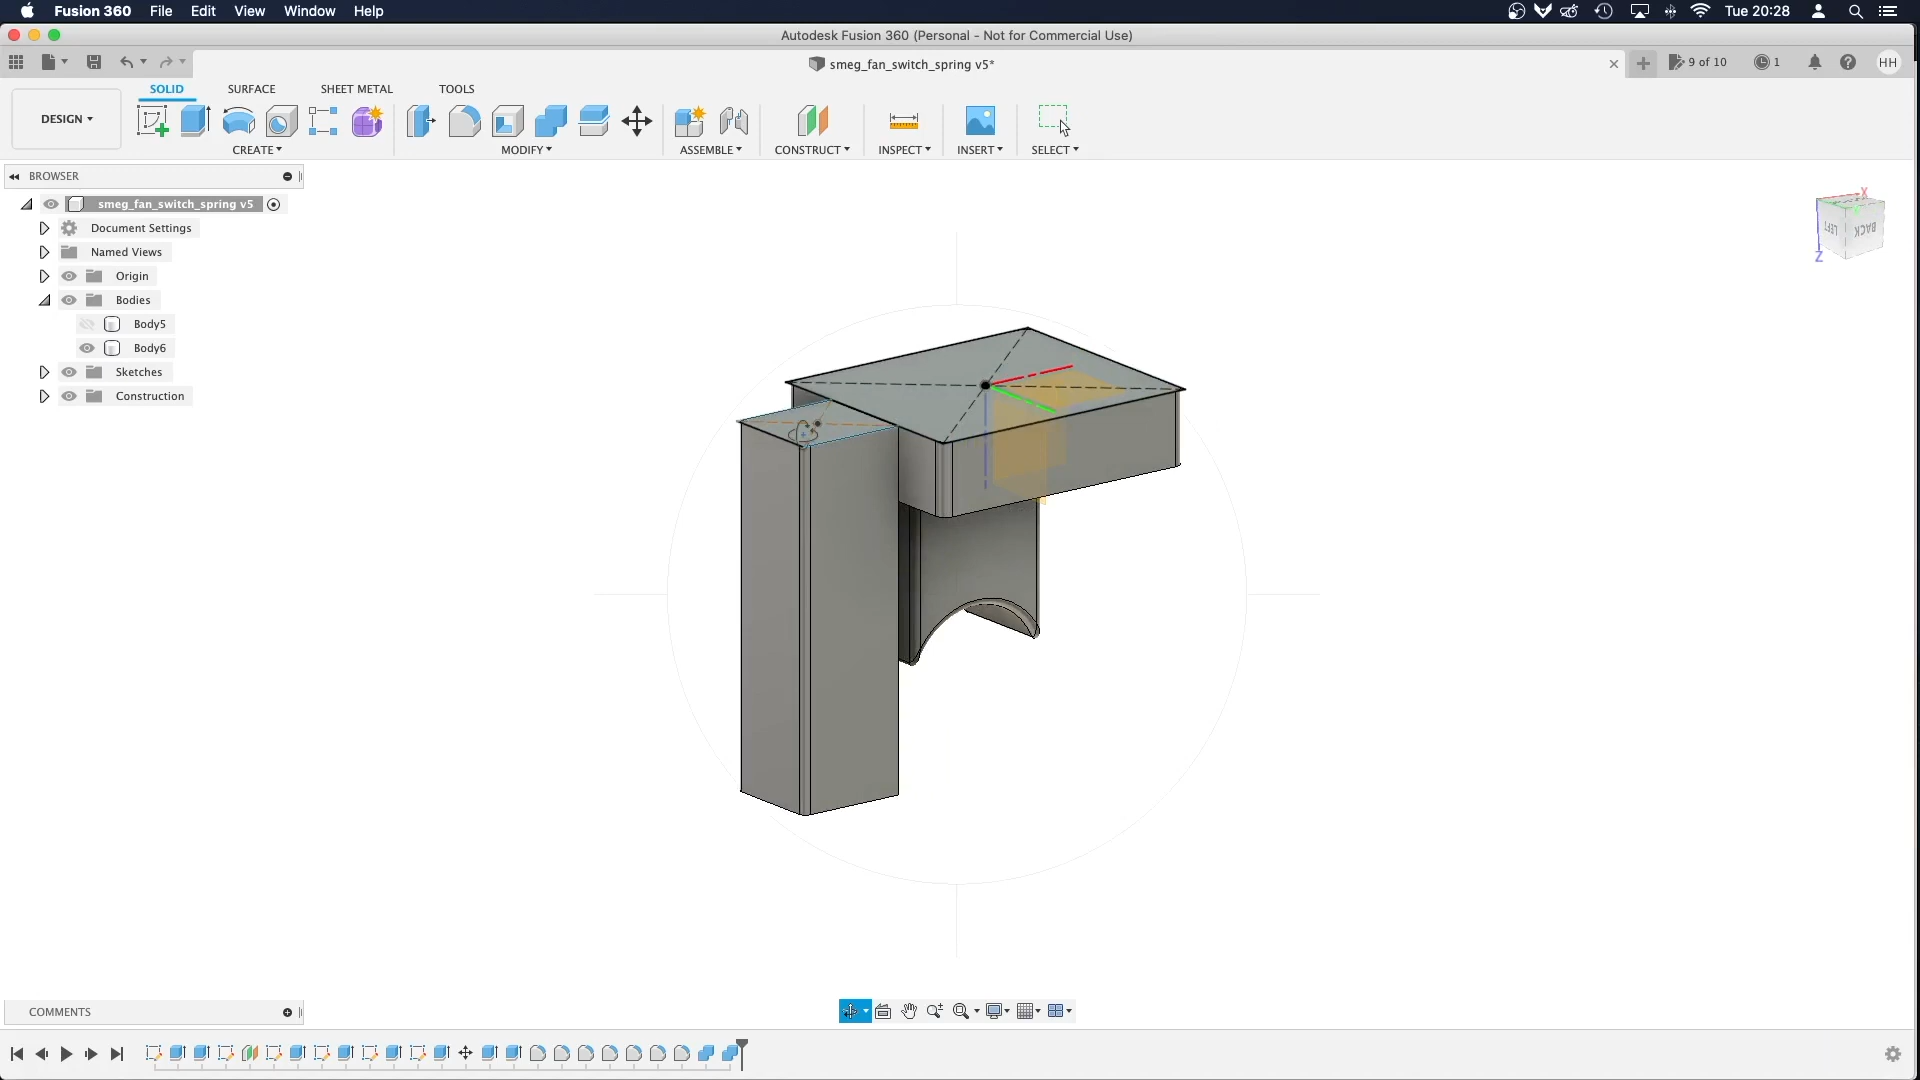 Fusion 360 File Edit View Window Help Tue 20:28
Autodesk Fusion 360 (Personal - Not for Commercial Use)
smeg_fan_switch_spring v5* 9 of 10 1 HH
SOLID SURFACE SHEET METAL TOOLS
DESIGN
CREATE MODIFY ASSEMBLE CONSTRUCT INSPECT INSERT SELECT
BROWSER
smeg_fan_switch_spring v5
Document Settings
Named Views
Origin
Bodies
Body5
Body6
Sketches
Construction
X
LEFT BACK
Z
COMMENTS